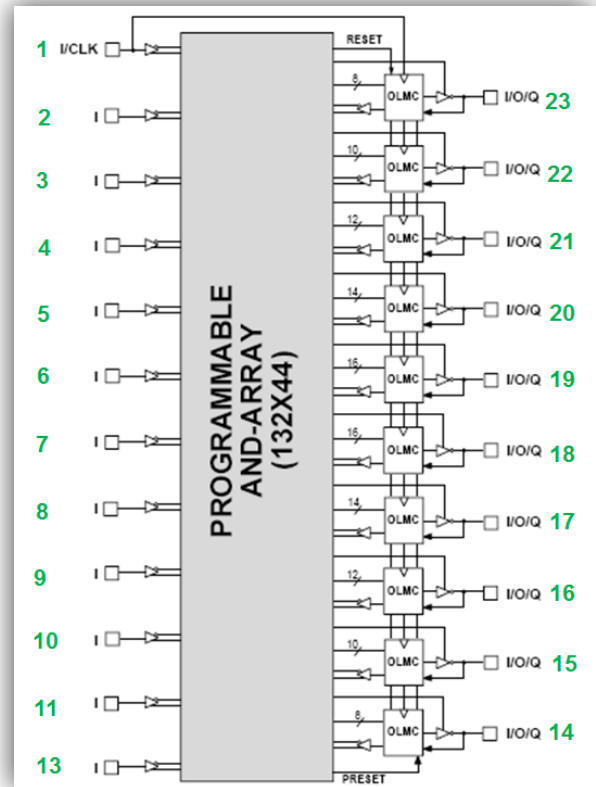 RESET
1 I/CLK
8
OLMC
I/O/Q 23
2 I
10
OLMC
I/O/Q 22
3 I
12
OLMC
I/O/Q 21
4 I
14
OLMC
I/O/Q 20
5 I
16
OLMC
I/O/Q 19
6 I
PROGRAMMABLE
AND-ARRAY
(132X44)
16
OLMC
I/O/Q 18
7 I
14
OLMC
I/O/Q 17
8 I
12
OLMC
I/O/Q 16
9 I
10
OLMC
I/O/Q 15
10 I
8
OLMC
I/O/Q 14
11 I
13 I
PRESET